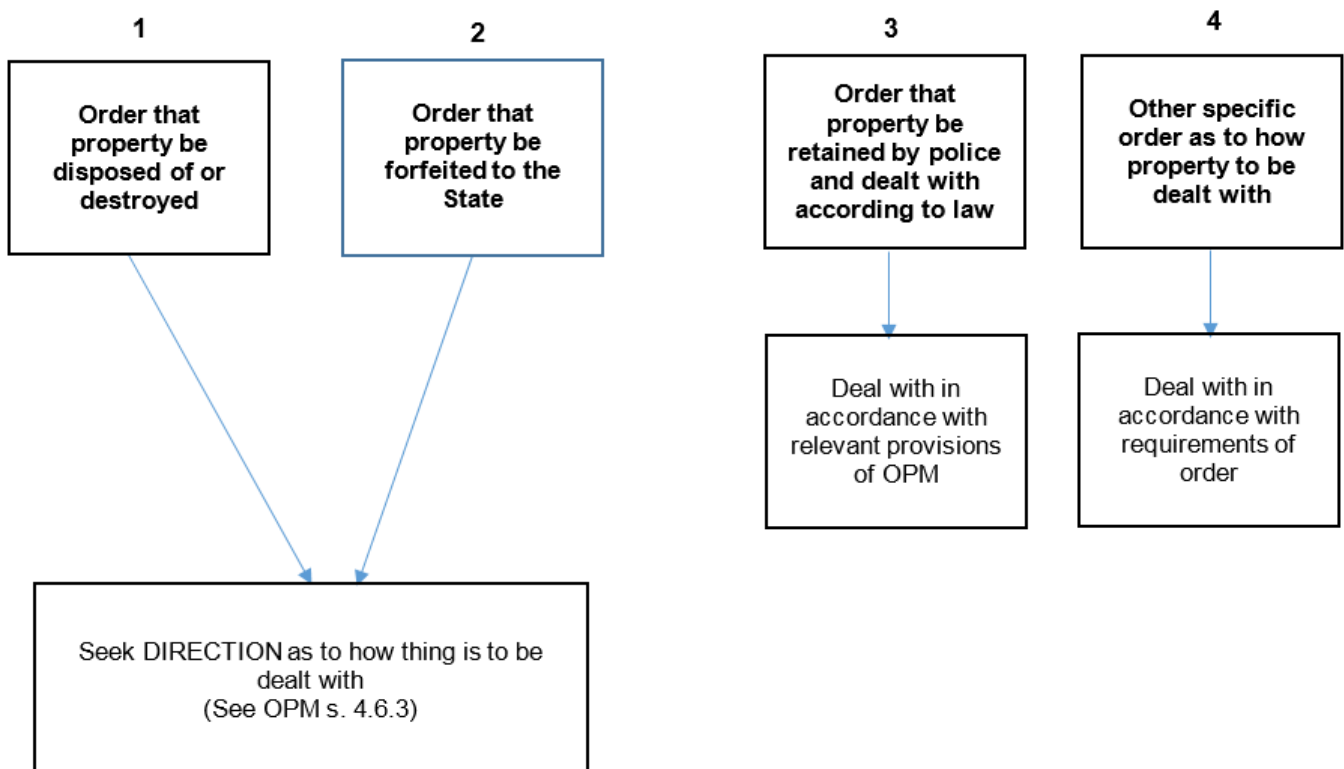 1
Order that
property be
disposed of or
destroyed
2
Order that
property be
forfeited to the
State
3
Order that
property be
retained by police
and dealt with
according to law
4
Other specific
order as to how
property to be
dealt with
Deal with in
accordance with
relevant provisions
of OPM
Deal with in
accordance with
requirements of
order
Seek DIRECTION as to how thing is to be
dealt with
(See OPM s. 4.6.3)